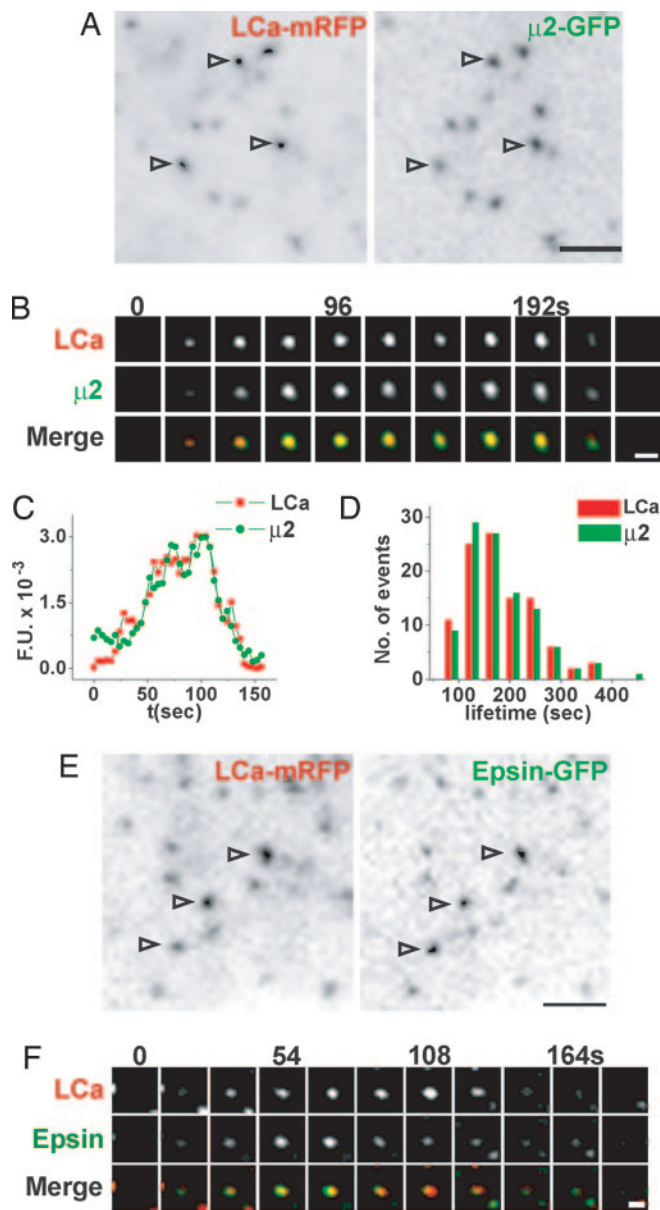 A
LCa-mRFP
μ2-GFP
B
0 96 192s
LCa
μ2
Merge
C
LCa
μ2
F.U. x 10⁻³
3.0
1.5
0.0
0 50 100 150
t(sec)
D
LCa
μ2
No. of events
30
20
10
0
100 200 300 400
lifetime (sec)
E
LCa-mRFP
Epsin-GFP
F
0 54 108 164s
LCa
Epsin
Merge